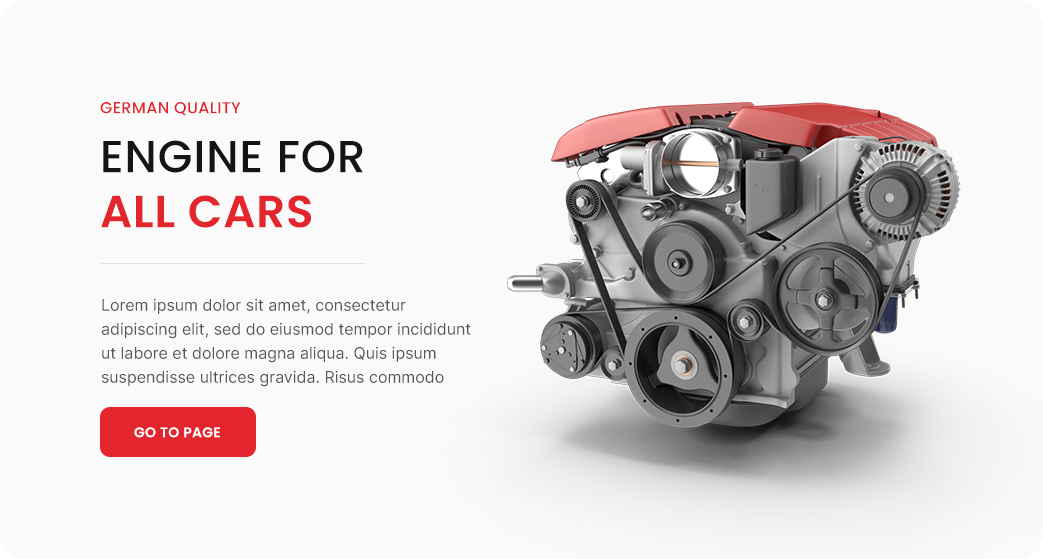 GERMAN QUALITY
ENGINE FOR
ALL CARS
Lorem ipsum dolor sit amet, consectetur
adipiscing elit, sed do eiusmod tempor incididunt
ut labore et dolore magna aliqua. Quis ipsum
suspendisse ultrices gravida. Risus commodo
GO TO PAGE